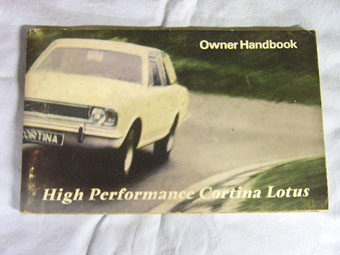 Owner Handbook
CORTINA
High Performance Cortina Lotus